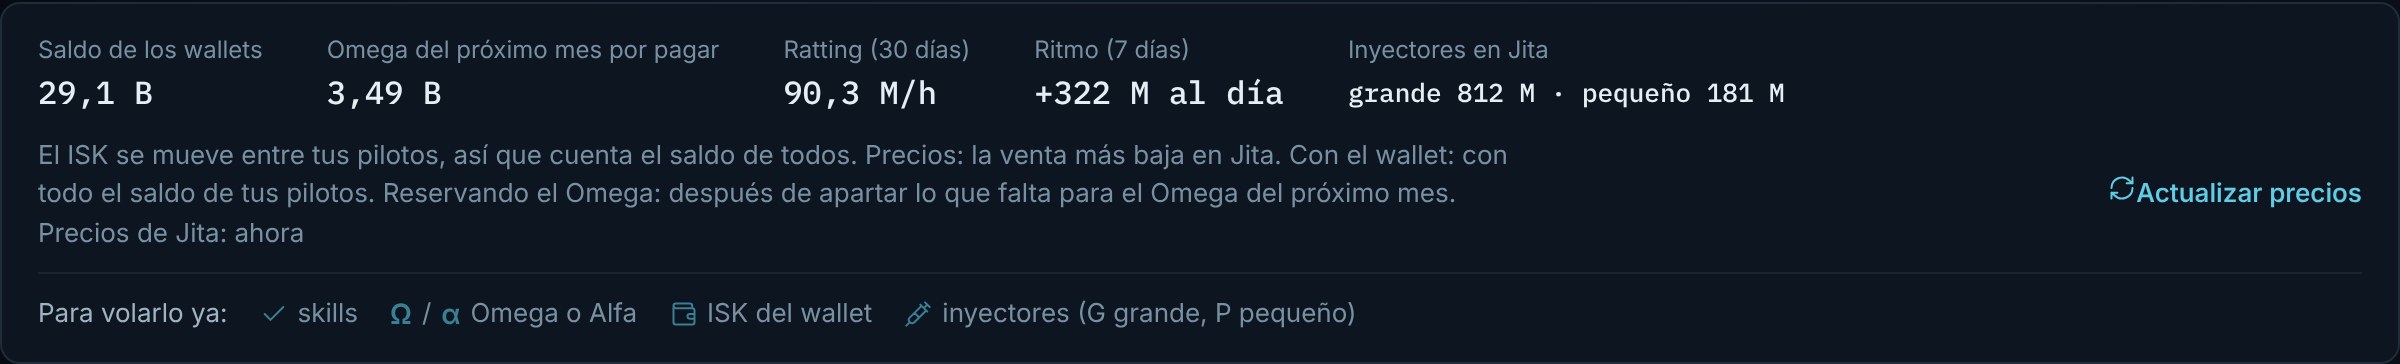 Saldo de los wallets
29,1 B
Omega del próximo mes por pagar
3,49 B
Ratting (30 días)
90,3 M/h
Ritmo (7 días)
+322 M al día
Inyectores en Jita
grande 812 M · pequeño 181 M
El ISK se mueve entre tus pilotos, así que cuenta el saldo de todos. Precios: la venta más baja en Jita. Con el wallet: con
todo el saldo de tus pilotos. Reservando el Omega: después de apartar lo que falta para el Omega del próximo mes.
Precios de Jita: ahora
Actualizar precios
Para volarlo ya: skills Ω / α Omega o Alfa ISK del wallet inyectores (G grande, P pequeño)